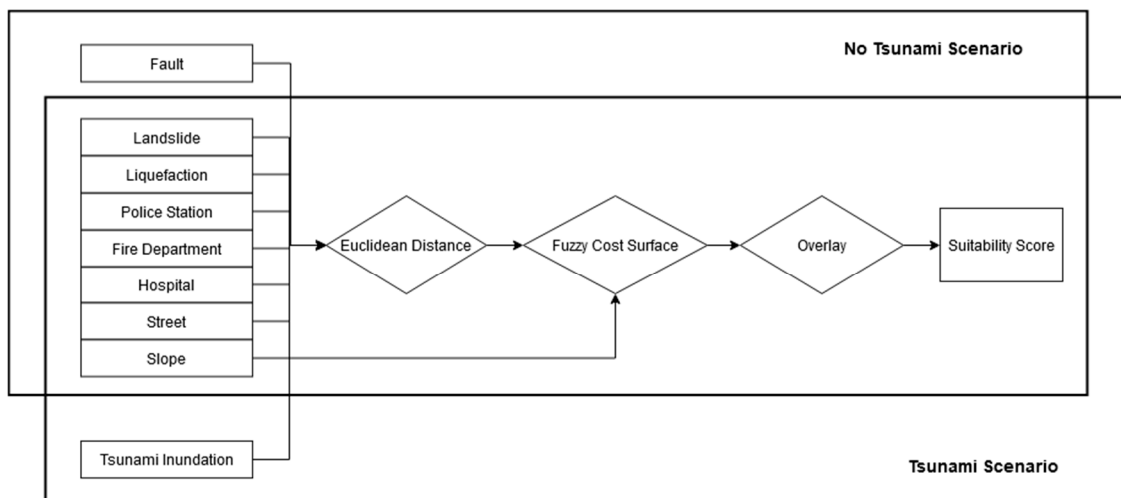 No Tsunami Scenario
Fault
Landslide
Liquefaction
Police Station
Fire Department
Hospital
Street
Slope
Euclidean Distance
Fuzzy Cost Surface
Overlay
Suitability Score
Tsunami Inundation
Tsunami Scenario